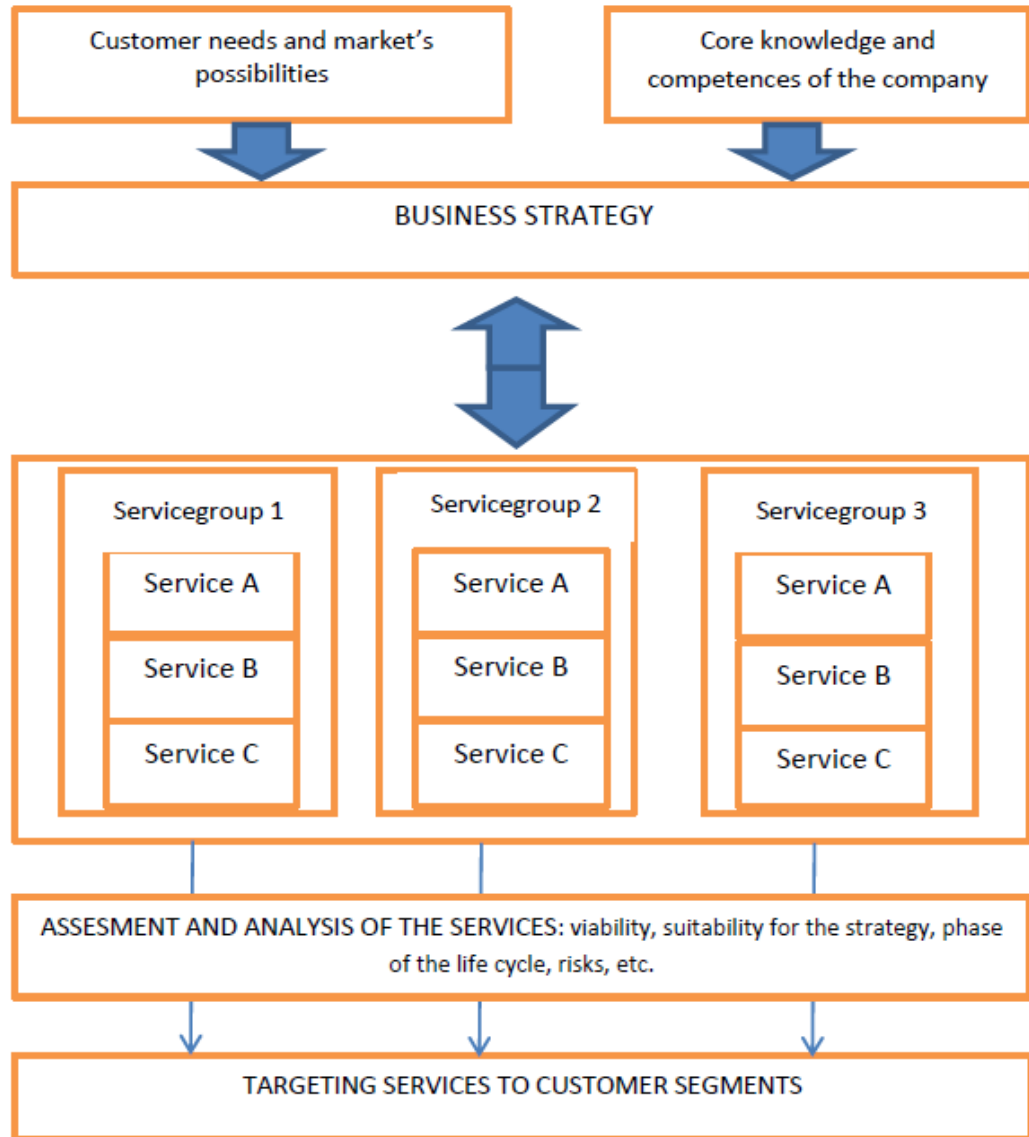 Customer needs and market’s
possibilities
Core knowledge and
competences of the company
BUSINESS STRATEGY
Servicegroup 1
Service A
Service B
Service C
Servicegroup 2
Service A
Service B
Service C
Servicegroup 3
Service A
Service B
Service C
ASSESMENT AND ANALYSIS OF THE SERVICES: viability, suitability for the strategy, phase
of the life cycle, risks, etc.
TARGETING SERVICES TO CUSTOMER SEGMENTS